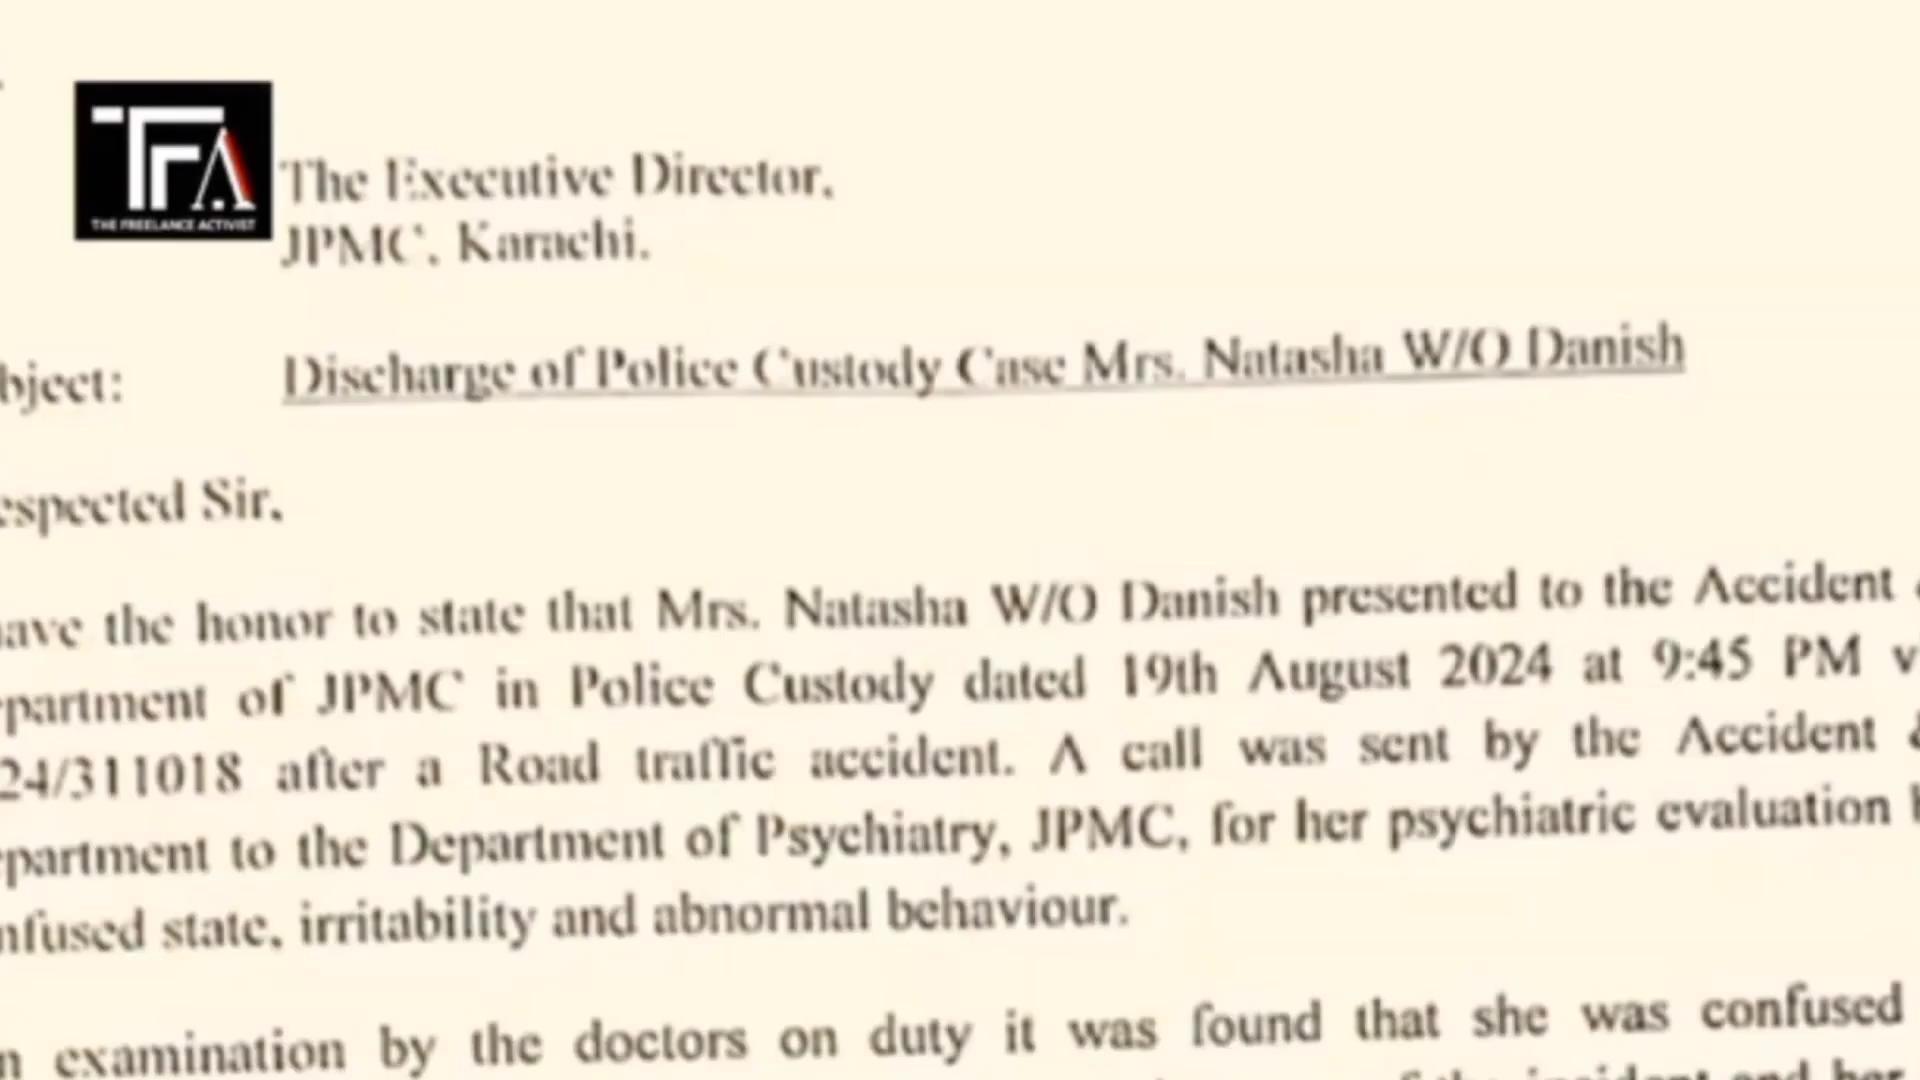 TFA
THE FREELANCE ACTIVIST
The Executive Director,
JPMC, Karachi.
bject:
Discharge of Police Custody Case Mrs. Natasha W/O Danish
espected Sir,
ave the honor to state that Mrs. Natasha W/O Danish presented to the Accident
partment of JPMC in Police Custody dated 19th August 2024 at 9:45 PM v
24/311018 after a Road traffic accident. A call was sent by the Accident &
partment to the Department of Psychiatry, JPMC, for her psychiatric evaluation
nfused state, irritability and abnormal behaviour.
n examination by the doctors on duty it was found that she was confused
the incident and her